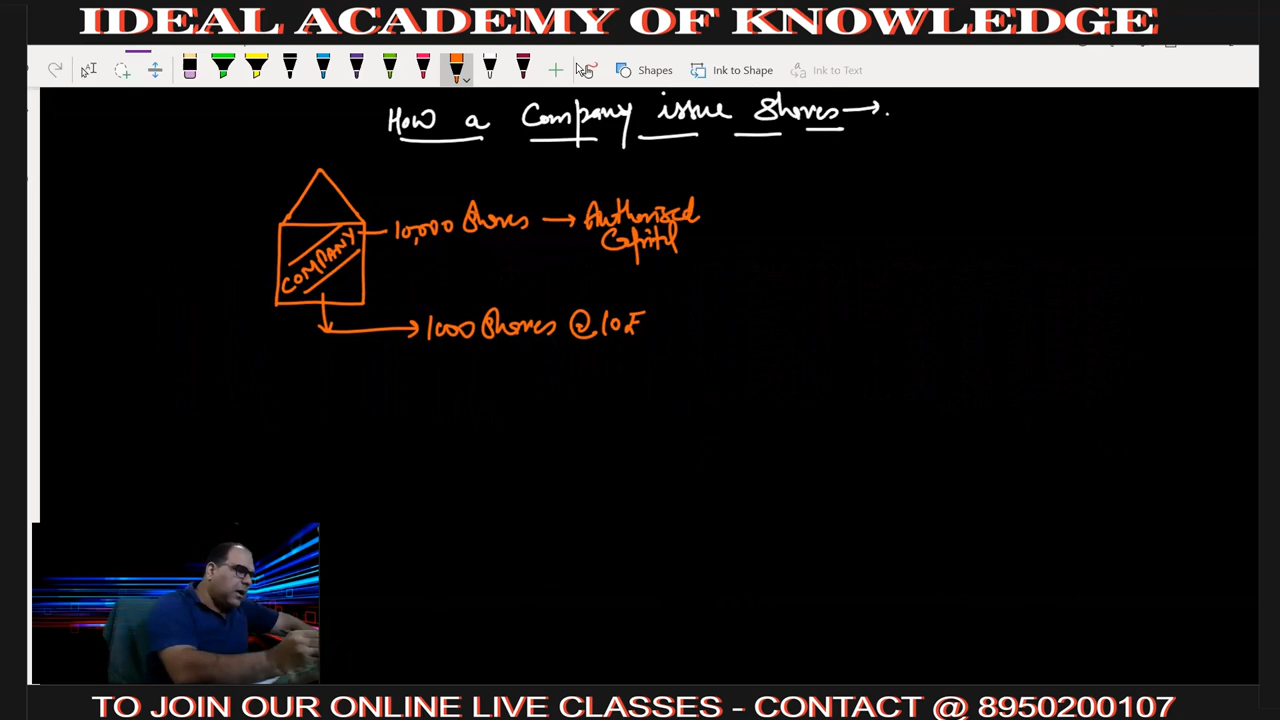 IDEAL ACADEMY OF KNOWLEDGE
Shapes
Ink to Shape
Ink to Text
How a Company issue Shares →.
COMPANY
10,000 Shares → Authorized
Capital
1000 Shares @ 10
TO JOIN OUR ONLINE LIVE CLASSES - CONTACT @ 8950200107